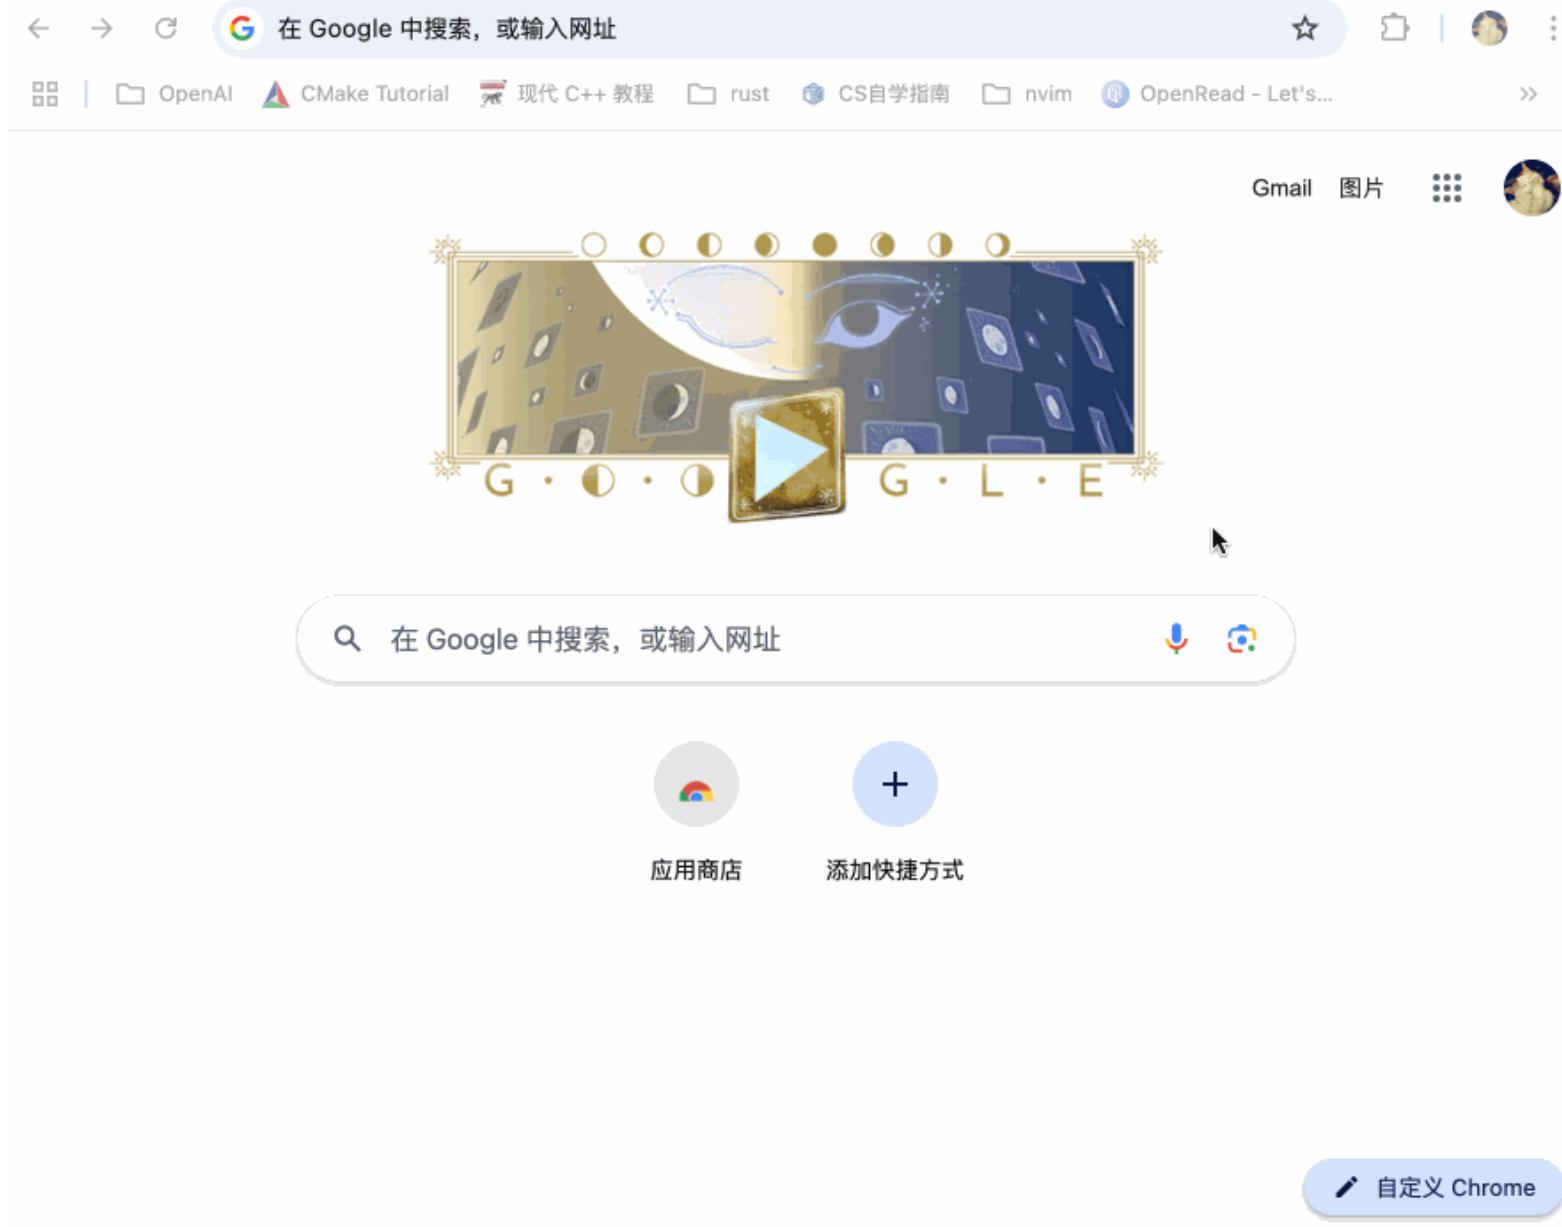 在 Google 中搜索，或输入网址
OpenAI CMake Tutorial 现代 C++ 教程 rust CS自学指南 nvim OpenRead - Let's...
Gmail 图片
G · · G · L · E
在 Google 中搜索，或输入网址
应用商店 添加快捷方式
自定义 Chrome